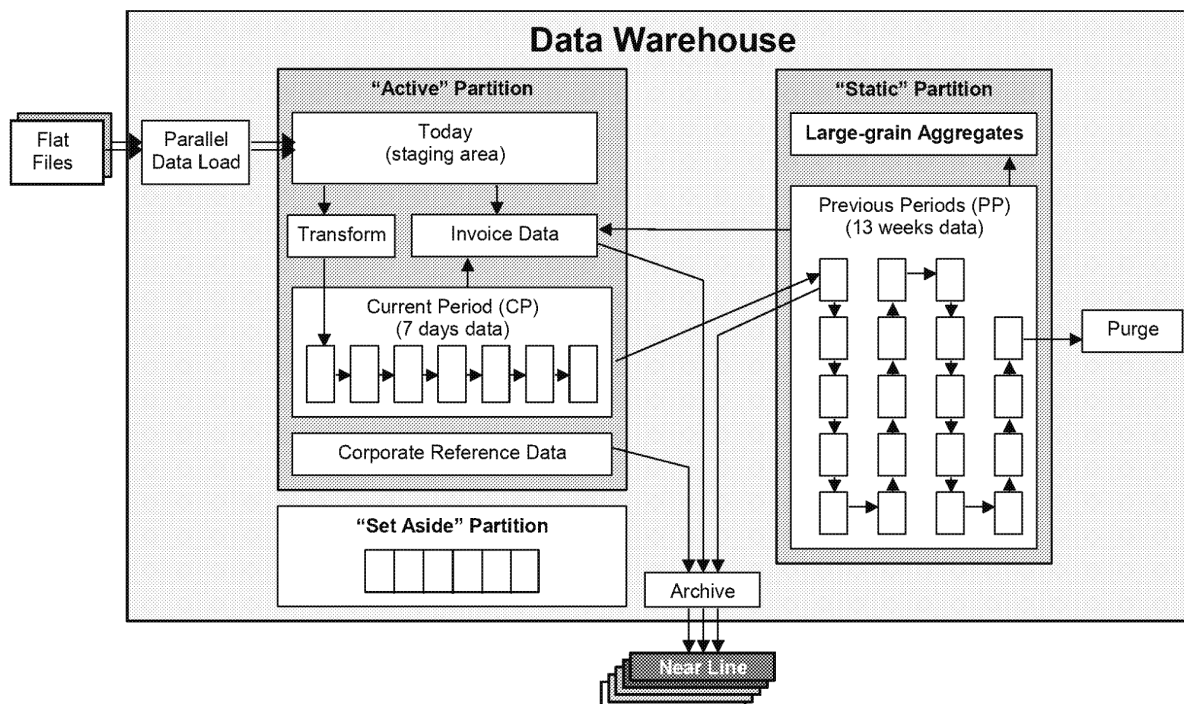 Data Warehouse
"Active" Partition
"Static" Partition
Flat
Files
Parallel
Data Load
Today
(staging area)
Large-grain Aggregates
Transform
Invoice Data
Previous Periods (PP)
(13 weeks data)
Current Period (CP)
(7 days data)
Purge
Corporate Reference Data
"Set Aside" Partition
Archive
Near Line